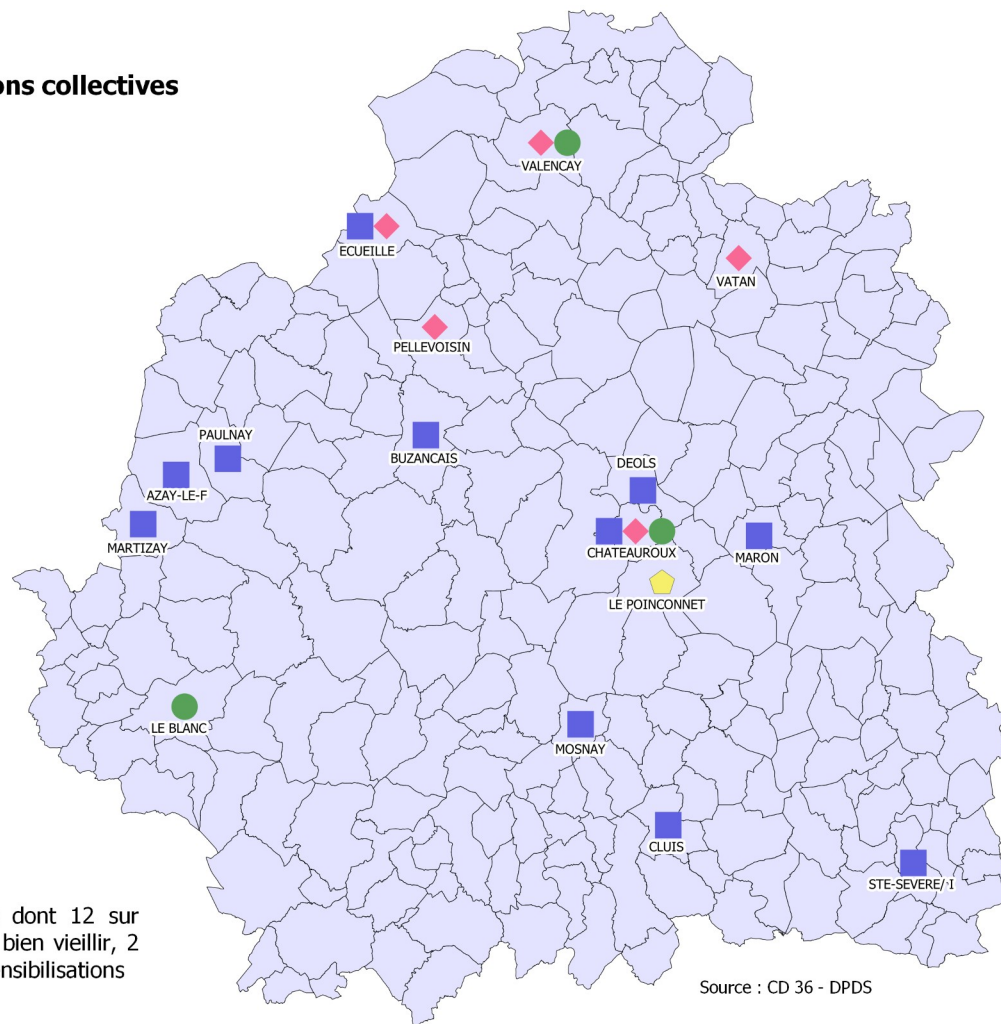 ons collectives
VALENCAY
ECUEILLE
VATAN
PELLEVOISIN
PAULNAY
BUZANCAIS
DEOLS
AZAY-LE-F
MARTIZAY
CHATEAUROUX
MARON
LE POINCONNET
LE BLANC
MOSNAY
CLUIS
STE-SEVERE/ I
dont 12 sur
bien vieillir, 2
nsibilisations
Source : CD 36 - DPDS